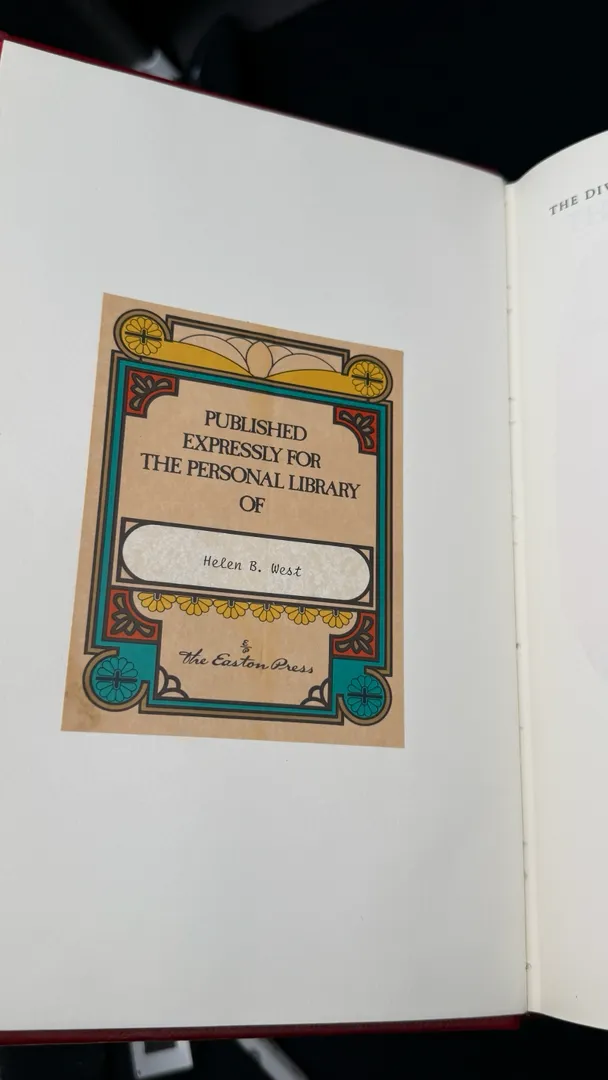 PUBLISHED
EXPRESSLY FOR
THE PERSONAL LIBRARY
OF
Helen B. West
The Easton Press
THE DIV